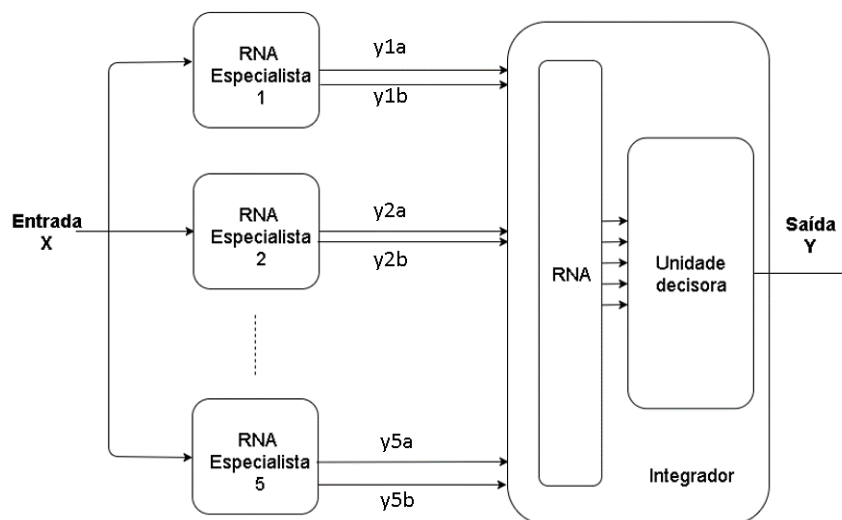 RNA
Especialista
1
y1a
y1b
Entrada
X
RNA
Especialista
2
y2a
y2b
RNA
Especialista
5
y5a
y5b
RNA
Unidade
decisora
Integrador
Saída
Y